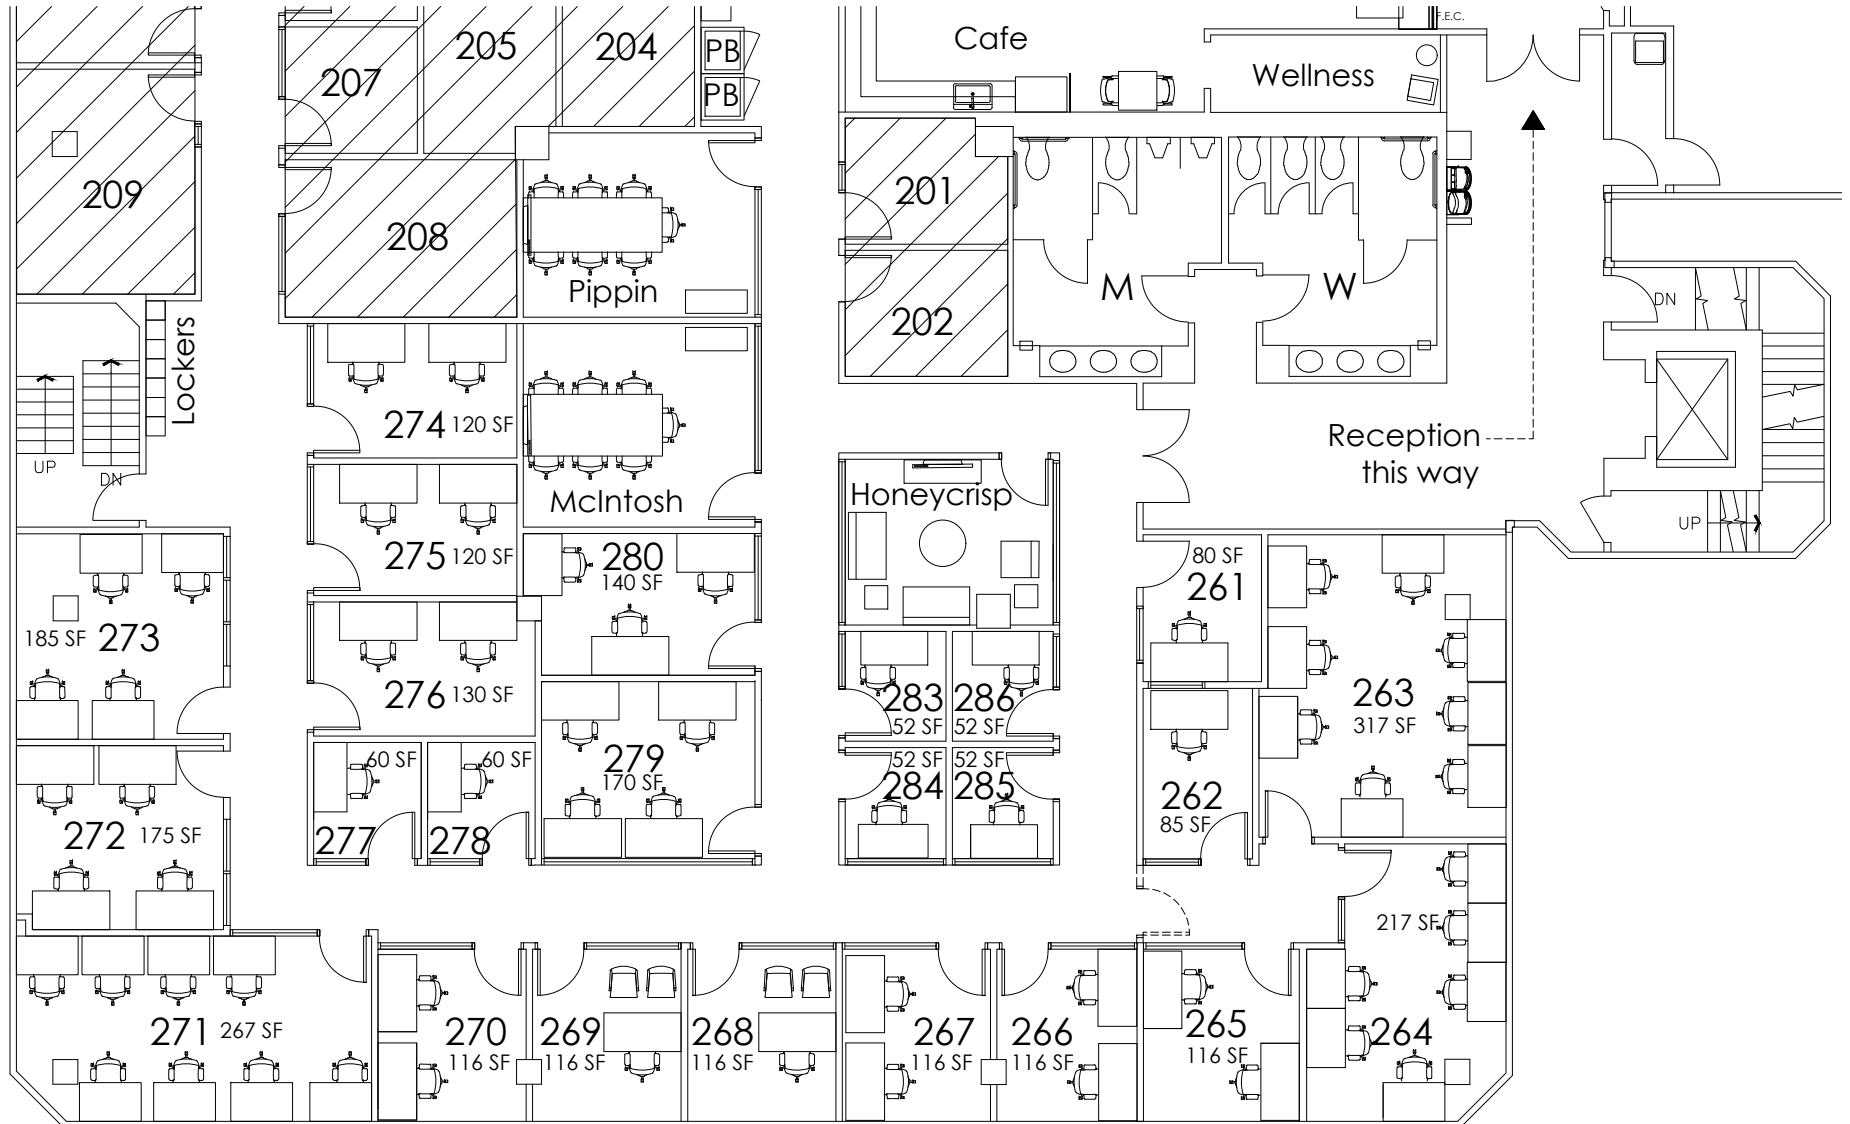 F.E.C.
Cafe
Wellness
205
204
PB
207
PB
209
201
208
Pippin
M
W
202
DN
Lockers
274 120 SF
UP
DN
Reception
this way
Honeycrisp
McIntosh
UP
275 120 SF
280
140 SF
80 SF
261
185 SF 273
276 130 SF
283
52 SF
286
52 SF
263
317 SF
60 SF
277
60 SF
278
279
170 SF
52 SF
284
52 SF
285
262
85 SF
272 175 SF
217 SF
264
271 267 SF
270
116 SF
269
116 SF
268
116 SF
267
116 SF
266
116 SF
265
116 SF